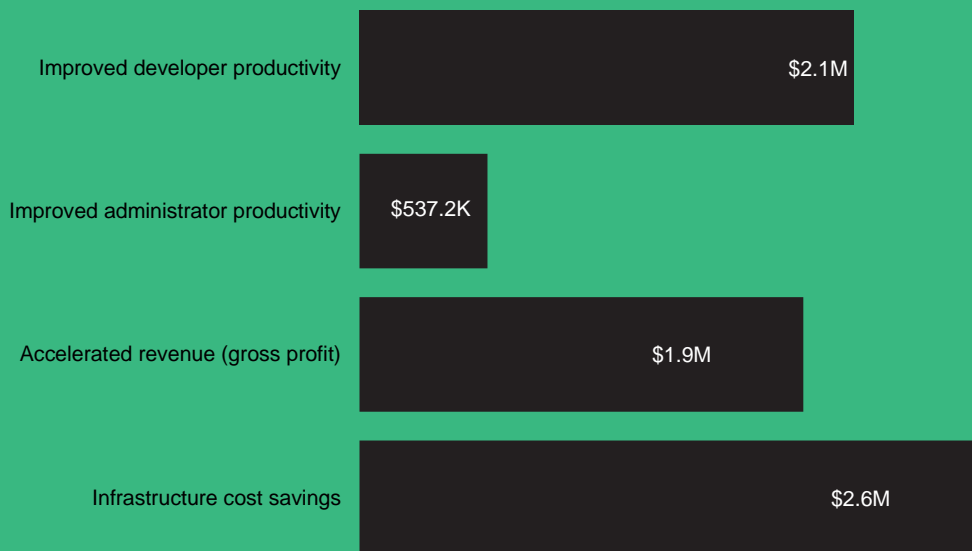 Improved developer productivity $2.1M
Improved administrator productivity $537.2K
Accelerated revenue (gross profit) $1.9M
Infrastructure cost savings $2.6M